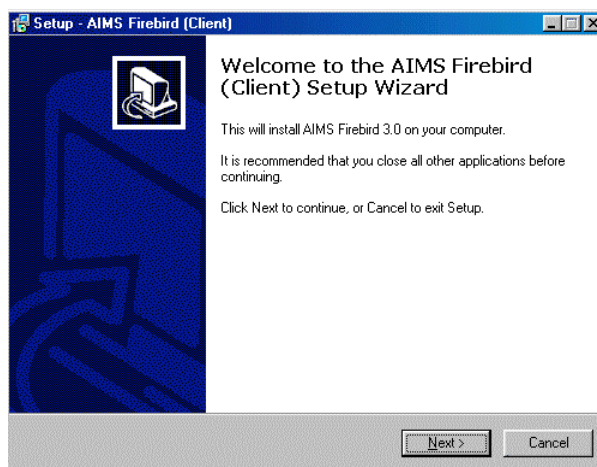 Setup - AIMS Firebird (Client)
Welcome to the AIMS Firebird
(Client) Setup Wizard
This will install AIMS Firebird 3.0 on your computer.
It is recommended that you close all other applications before
continuing.
Click Next to continue, or Cancel to exit Setup.
Next >
Cancel